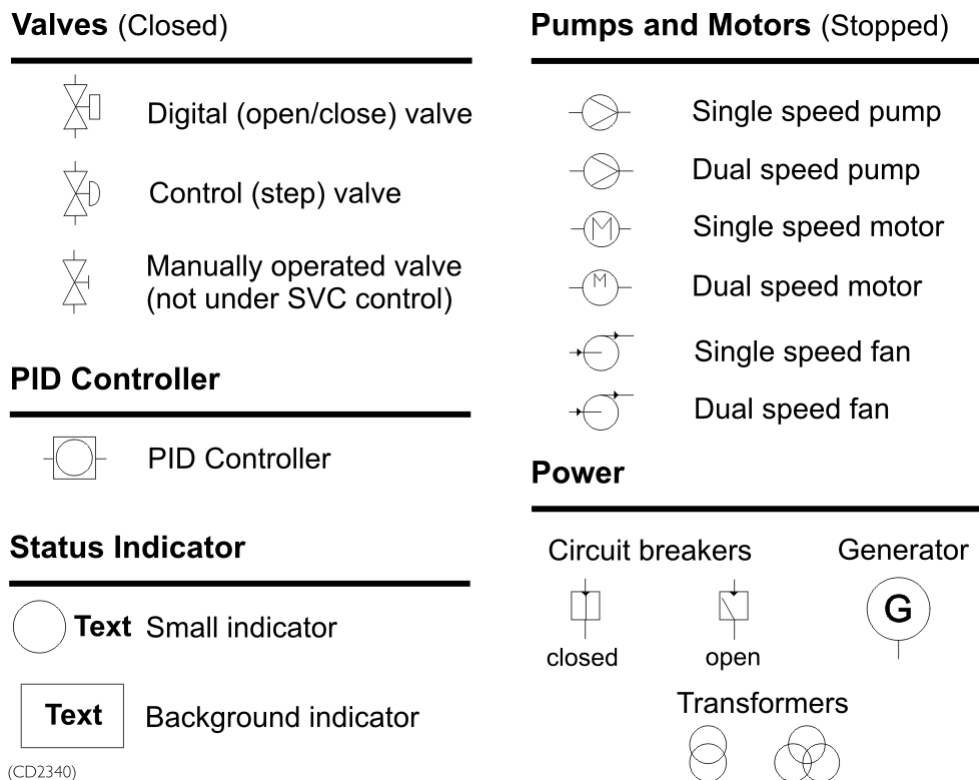 Valves (Closed)
Digital (open/close) valve
Control (step) valve
Manually operated valve
(not under SVC control)
PID Controller
PID Controller
Status Indicator
Text Small indicator
Text Background indicator
(CD2340)
Pumps and Motors (Stopped)
Single speed pump
Dual speed pump
M Single speed motor
M Dual speed motor
Single speed fan
Dual speed fan
Power
Circuit breakers
Generator
closed
open
G
Transformers